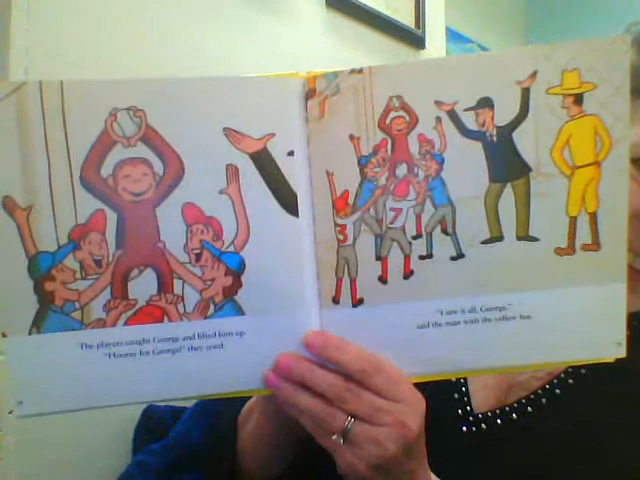 The players caught George and lifted him up.
"Hooray for George!" they cried.
"I saw it all, George,"
said the man with the yellow hat.
3
7